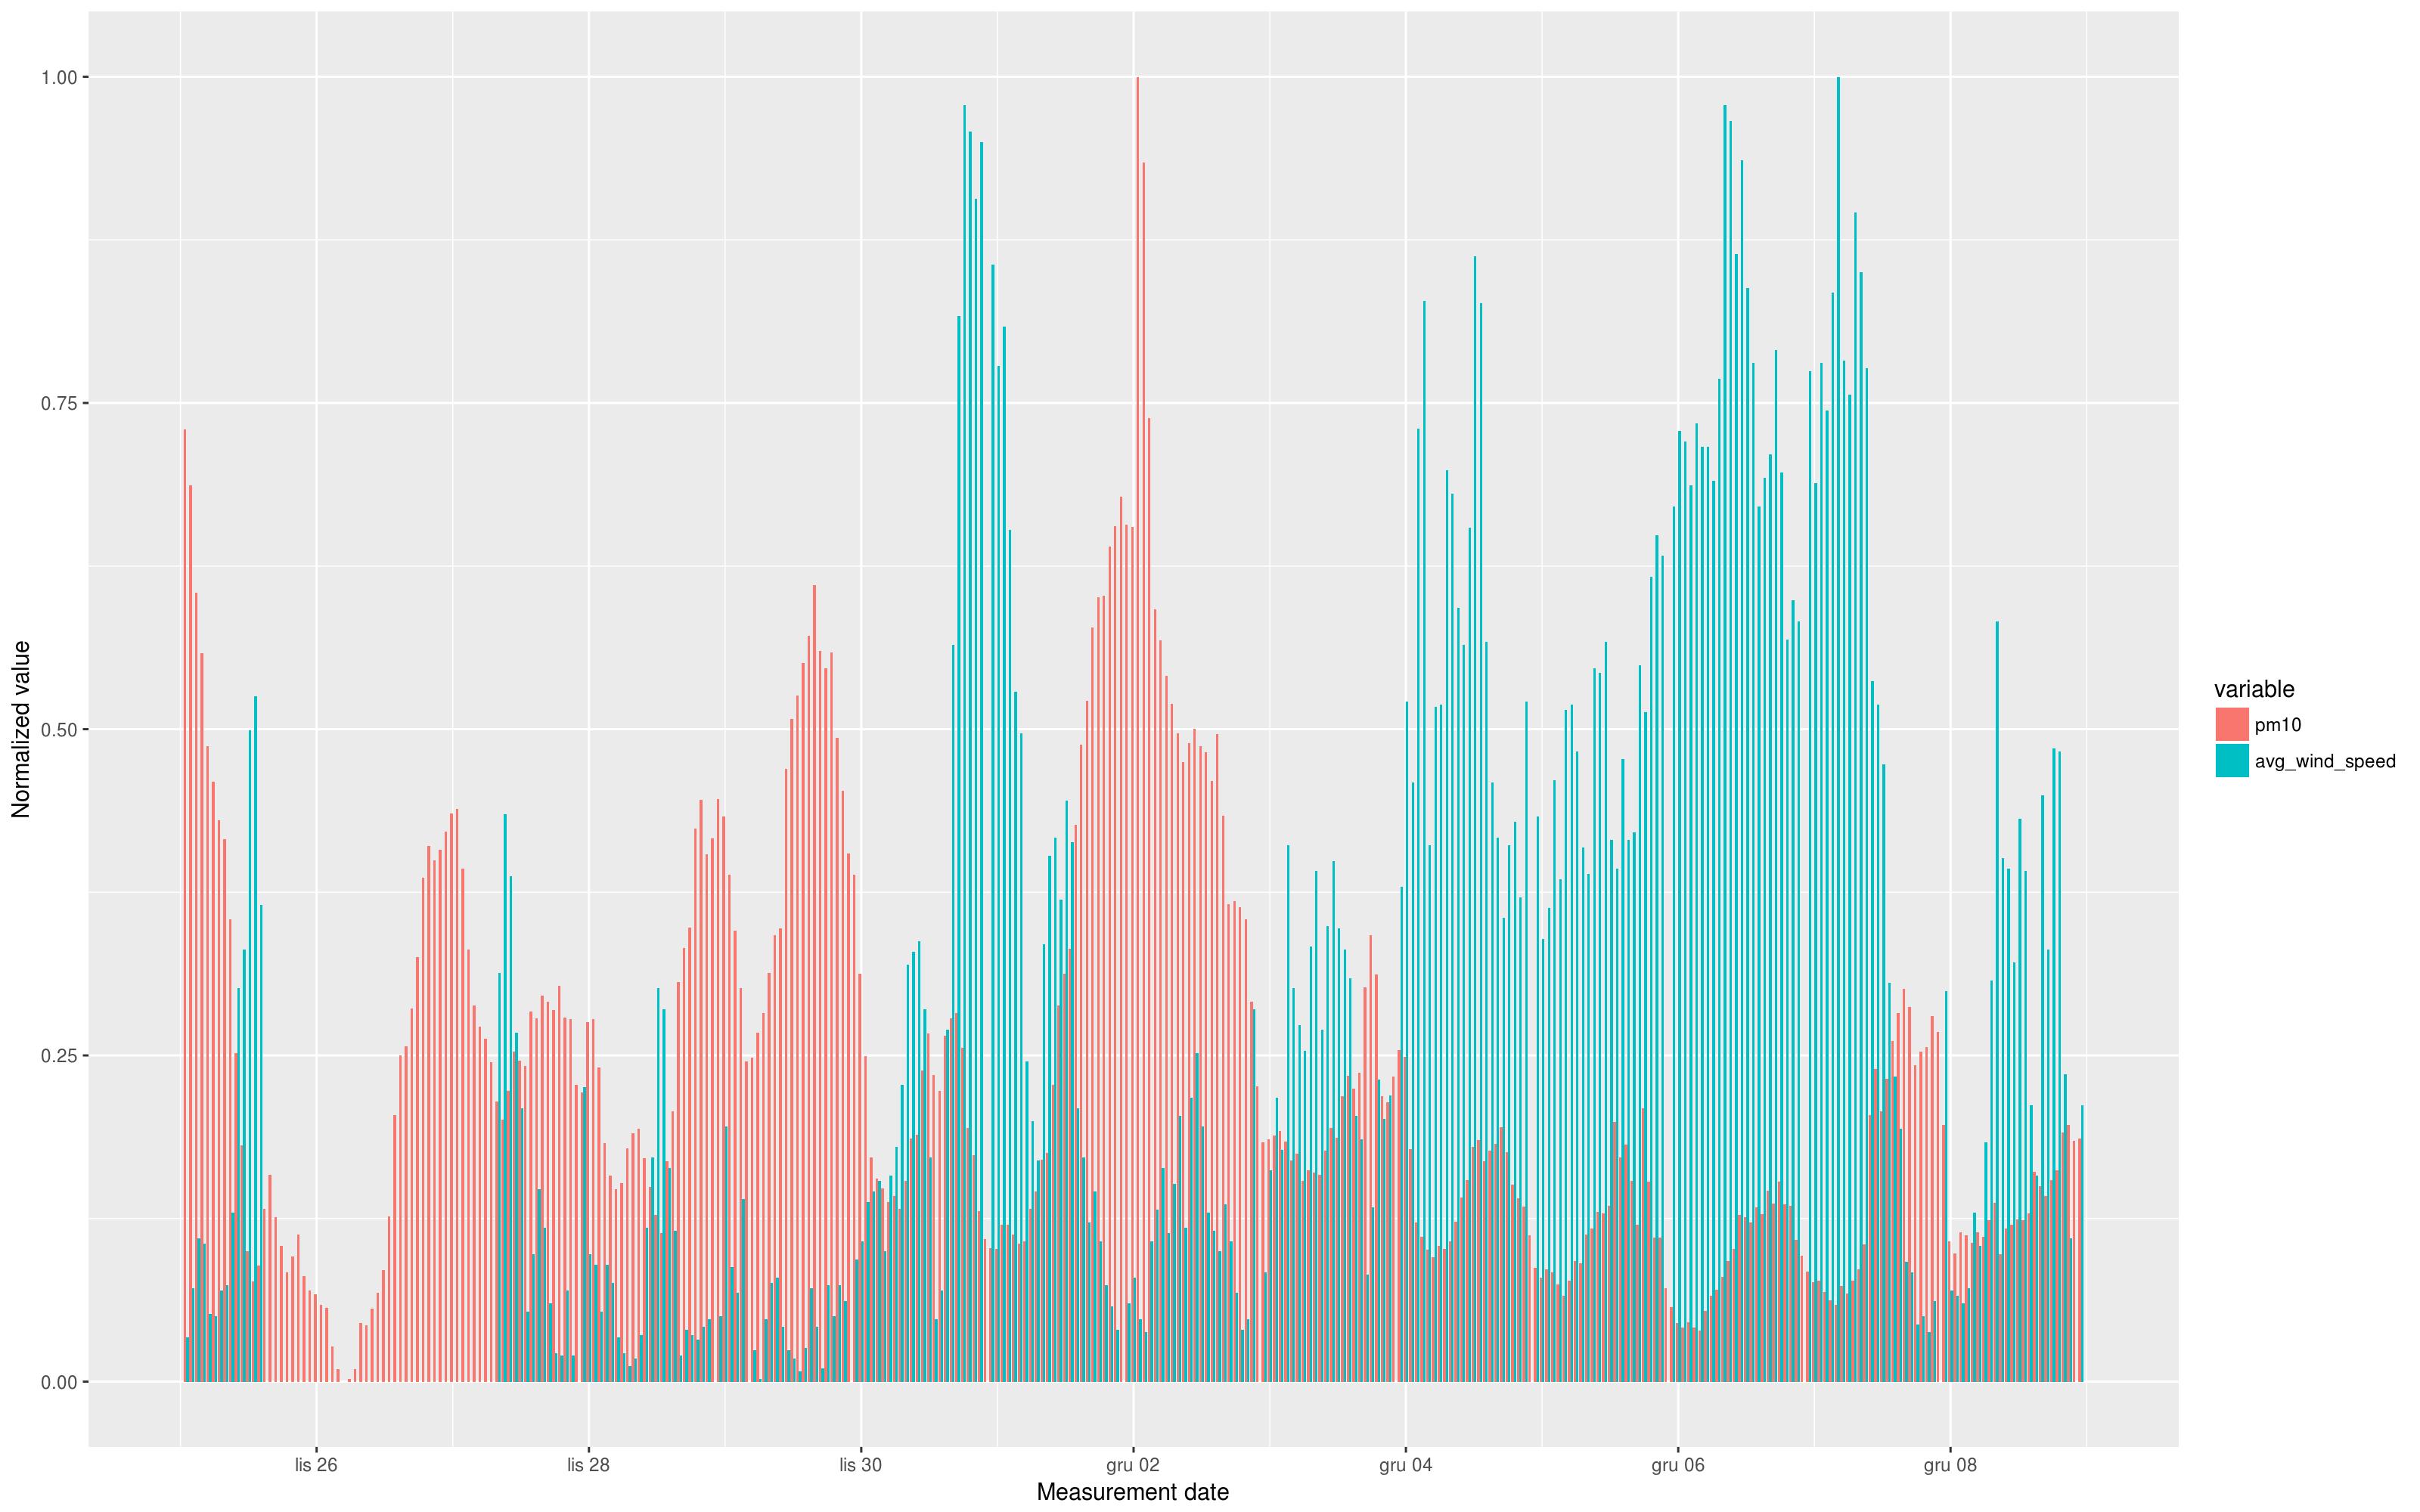 1.00
0.75
0.50
0.25
0.00
Normalized value
lis 26
lis 28
lis 30
gru 02
gru 04
gru 06
gru 08
Measurement date
variable
pm10
avg_wind_speed